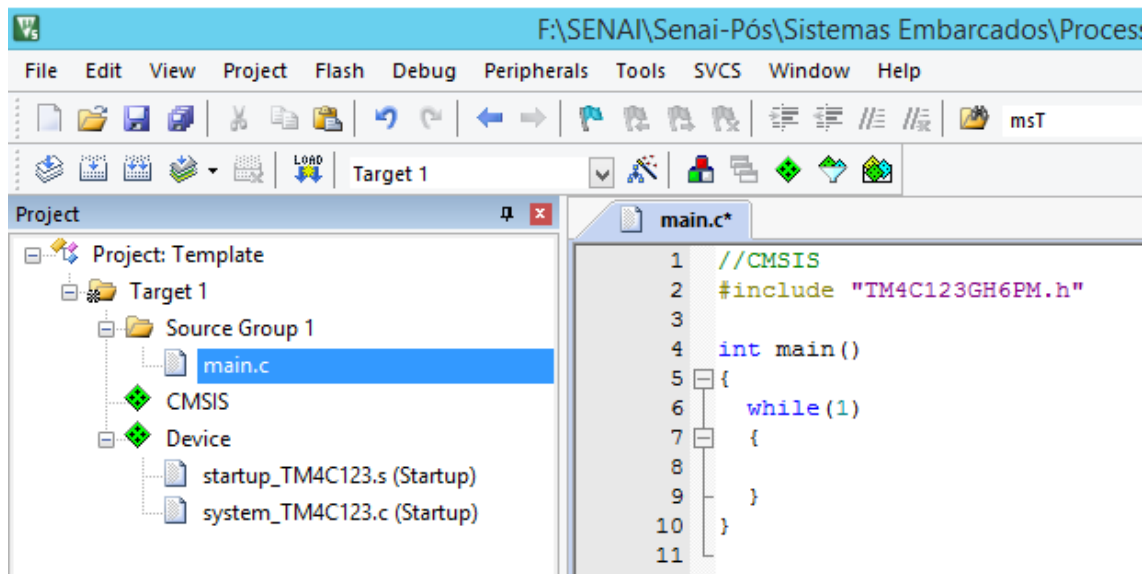 F:\SENAI\Senai-Pós\Sistemas Embarcados\Process
File Edit View Project Flash Debug Peripherals Tools SVCS Window Help
msT
LOAD Target 1
Project
main.c*
Project: Template
Target 1
Source Group 1
main.c
CMSIS
Device
startup_TM4C123.s (Startup)
system_TM4C123.c (Startup)
1 //CMSIS
2 #include "TM4C123GH6PM.h"
3
4 int main()
5 {
6 while(1)
7 {
8
9 }
10 }
11